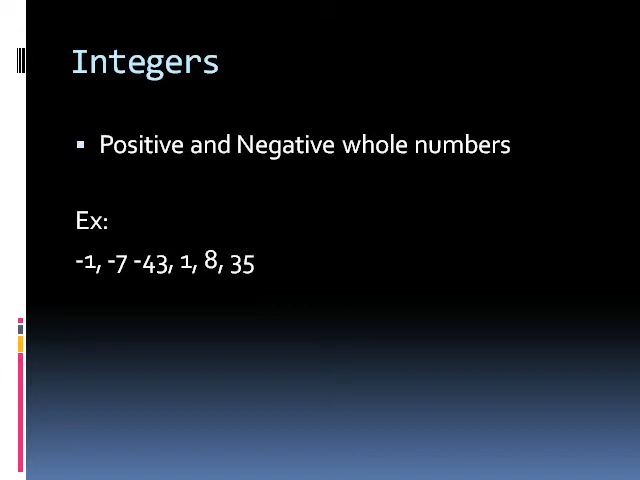 Integers
▪ Positive and Negative whole numbers
Ex:
-1, -7 -43, 1, 8, 35